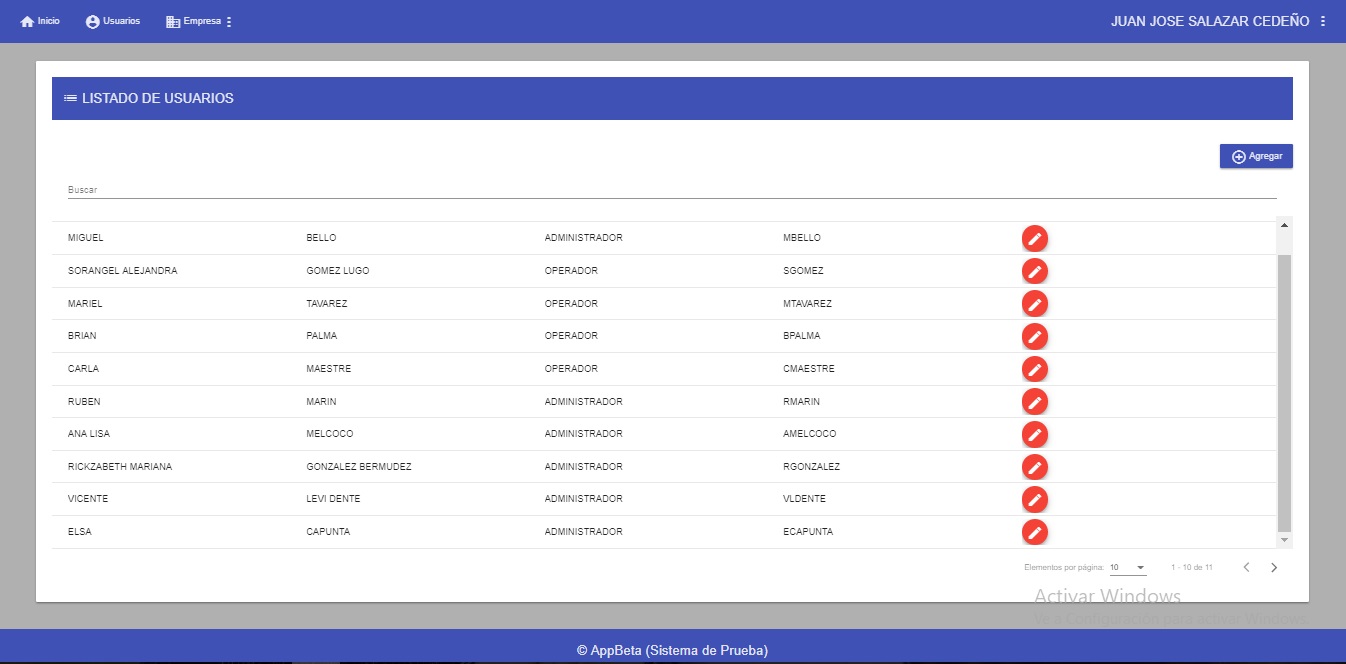 Inicio Usuarios Empresa JUAN JOSE SALAZAR CEDEÑO
LISTADO DE USUARIOS
Agregar
Buscar
MIGUEL BELLO ADMINISTRADOR MBELLO
SORANGEL ALEJANDRA GOMEZ LUGO OPERADOR SGOMEZ
MARIEL TAVAREZ OPERADOR MTAVAREZ
BRIAN PALMA OPERADOR BPALMA
CARLA MAESTRE OPERADOR CMAESTRE
RUBEN MARIN ADMINISTRADOR RMARIN
ANA LISA MELCOCO ADMINISTRADOR AMELCOCO
RICKZABETH MARIANA GONZALEZ BERMUDEZ ADMINISTRADOR RGONZALEZ
VICENTE LEVI DENTE ADMINISTRADOR VLDENTE
ELSA CAPUNTA ADMINISTRADOR ECAPUNTA
Elementos por página: 10 1 - 10 de 11
Activar Windows
Ve a Configuración para activar Windows.
© AppBeta (Sistema de Prueba)